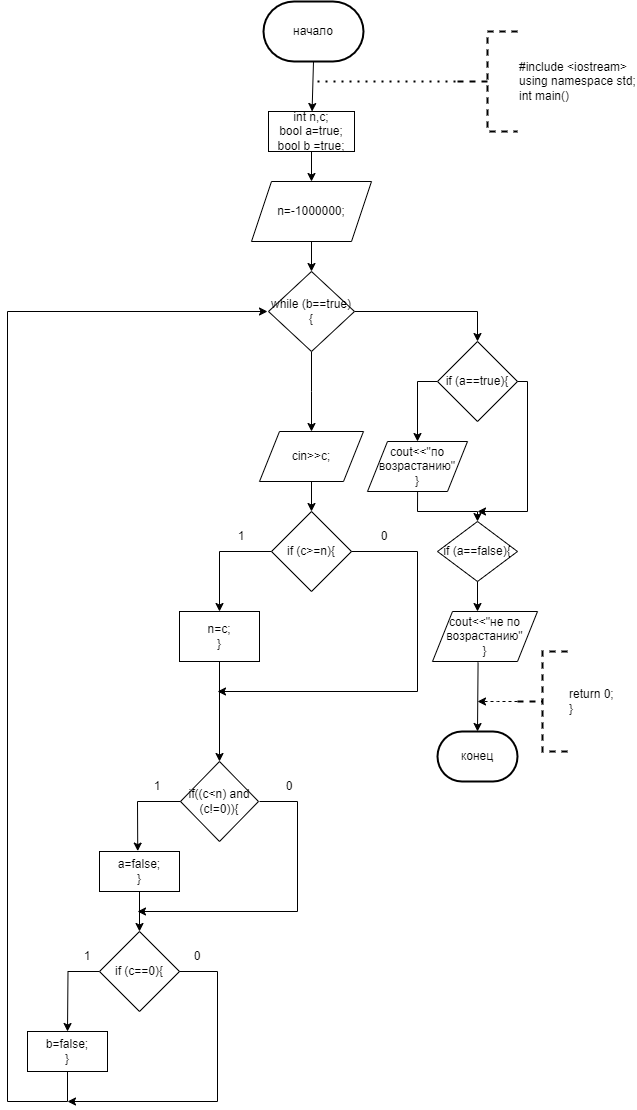 начало
#include <iostream>
using namespace std;
int main()
int n,c;
bool a=true;
bool b =true;
n=-1000000;
while (b==true)
{
if (a==true){
cout<<"по
возрастанию"
}
cin>>c;
1
0
if (c>=n){
if (a==false){
n=c;
}
cout<<"не по
возрастанию"
}
return 0;
}
конец
1
0
if((c<n) and
(c!=0)){
a=false;
}
1
0
if (c==0){
b=false;
}